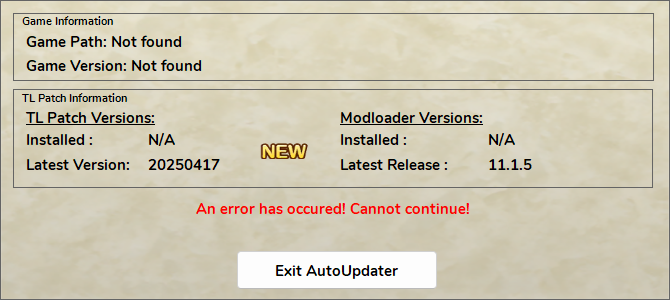 Game Information
Game Path: Not found
Game Version: Not found
TL Patch Information
TL Patch Versions:
Installed : N/A
Latest Version: 20250417
NEW
Modloader Versions:
Installed : N/A
Latest Release : 11.1.5
An error has occured! Cannot continue!
Exit AutoUpdater